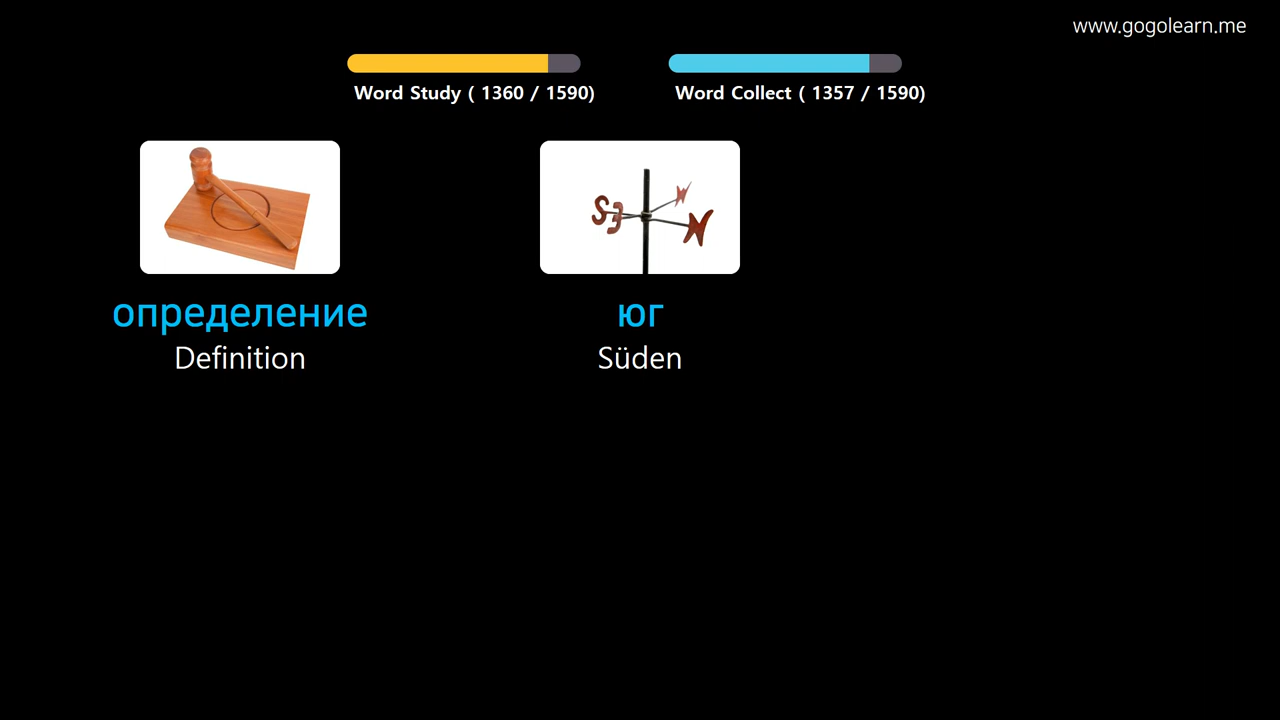 www.gogolearn.me
Word Study ( 1360 / 1590)
Word Collect ( 1357 / 1590)
S
E
N
определение
юг
Definition
Süden